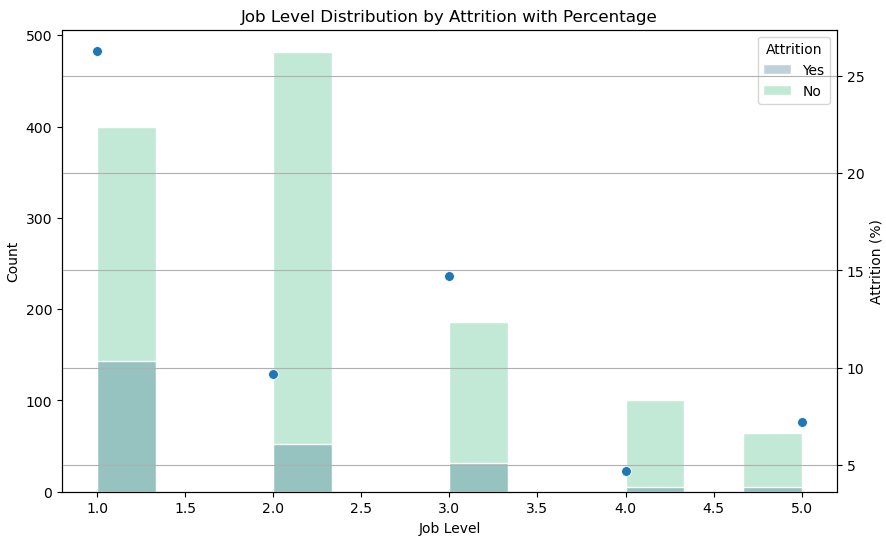 Job Level Distribution by Attrition with Percentage
500
400
300
200
100
0
Count
Attrition
Yes
No
25
20
15
10
5
Attrition (%)
1.0 1.5 2.0 2.5 3.0 3.5 4.0 4.5 5.0
Job Level